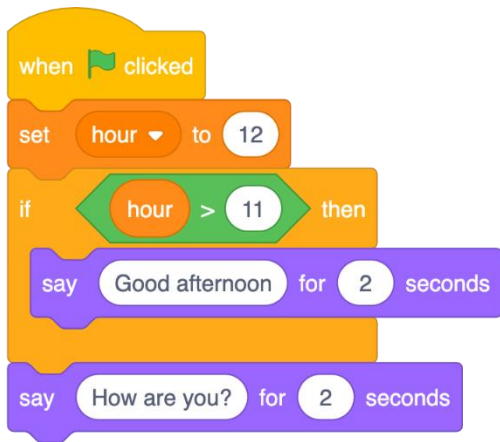 when clicked
set hour to 12
if hour > 11 then
say Good afternoon for 2 seconds
say How are you? for 2 seconds